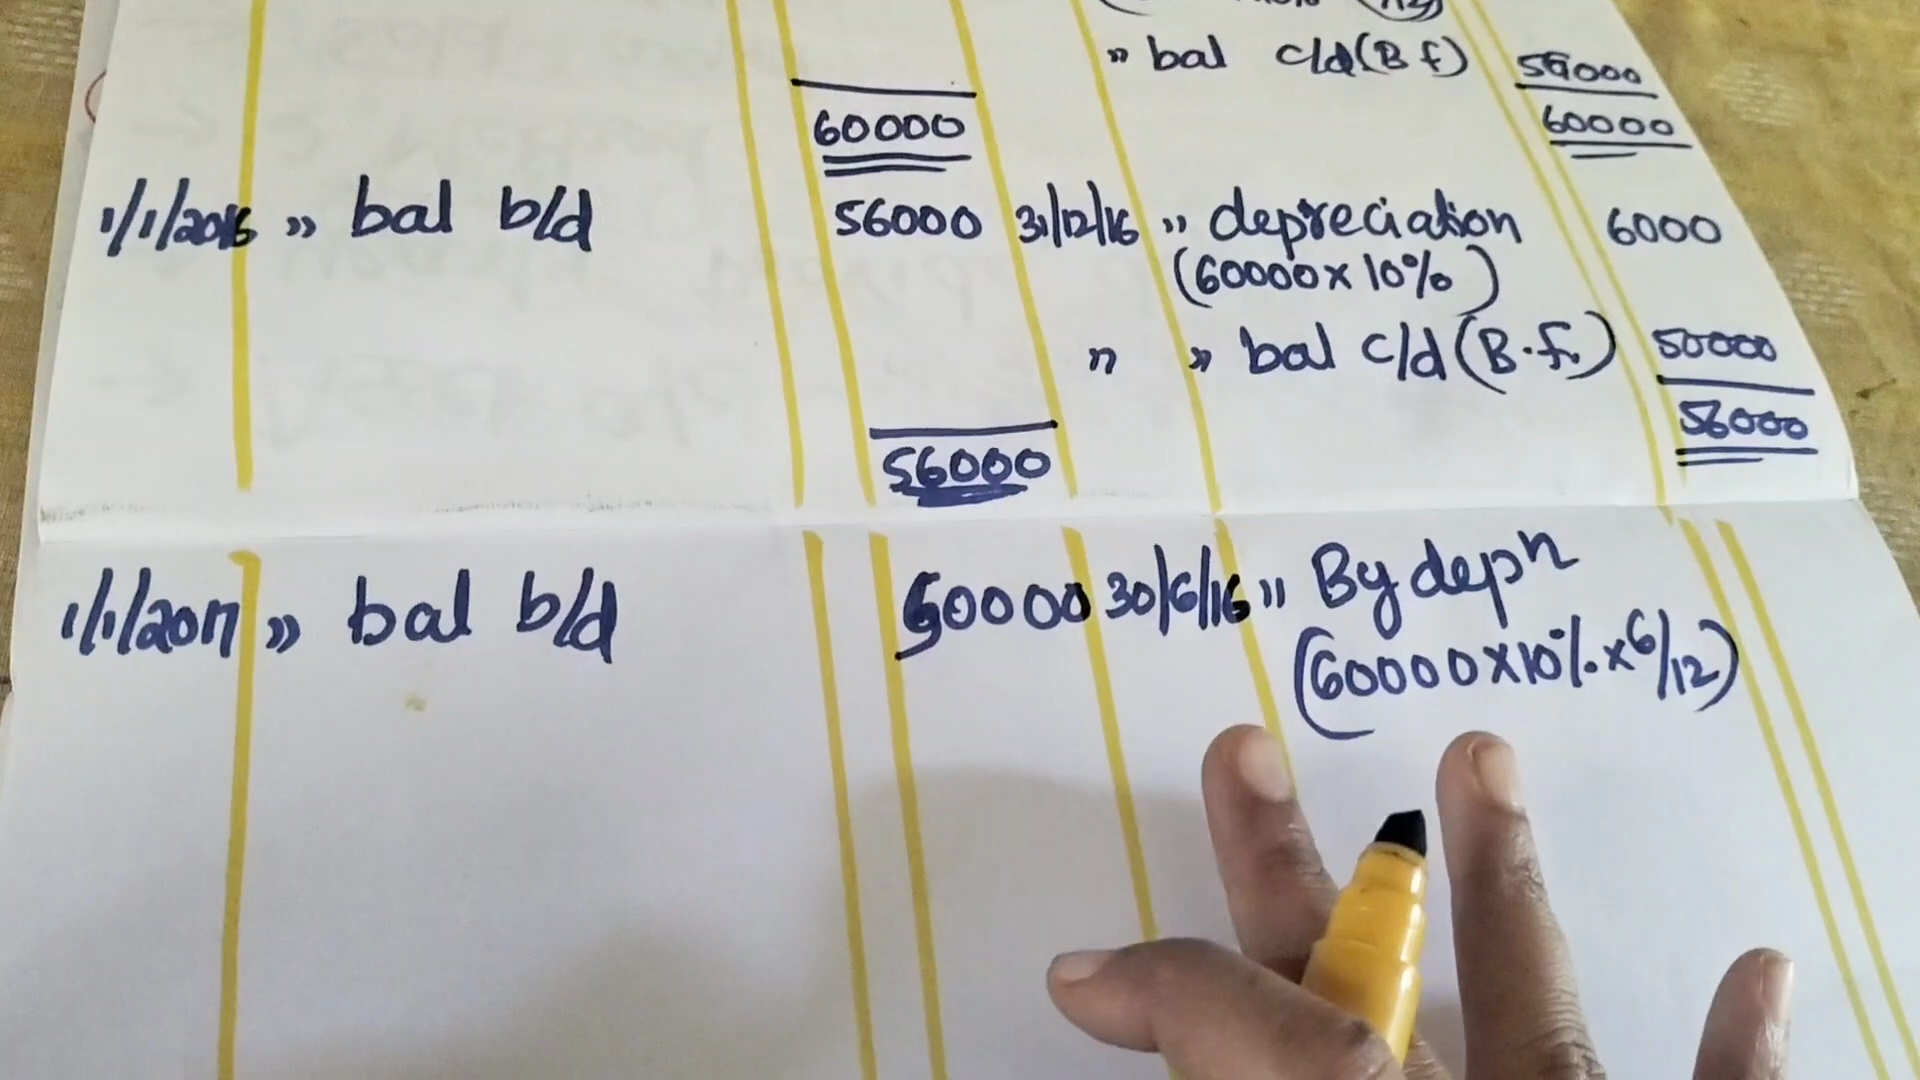 » bal c/d (B f) 56000
60000 60000
1/1/2016 » bal b/d 56000 31/12/16 » depreciation 6000
(60000 x 10%)
" » bal c/d (B.f.) 50000
56000 56000
1/1/2017 » bal b/d 50000 30/6/16 » By depn
(60000 x 10% x 6/12)